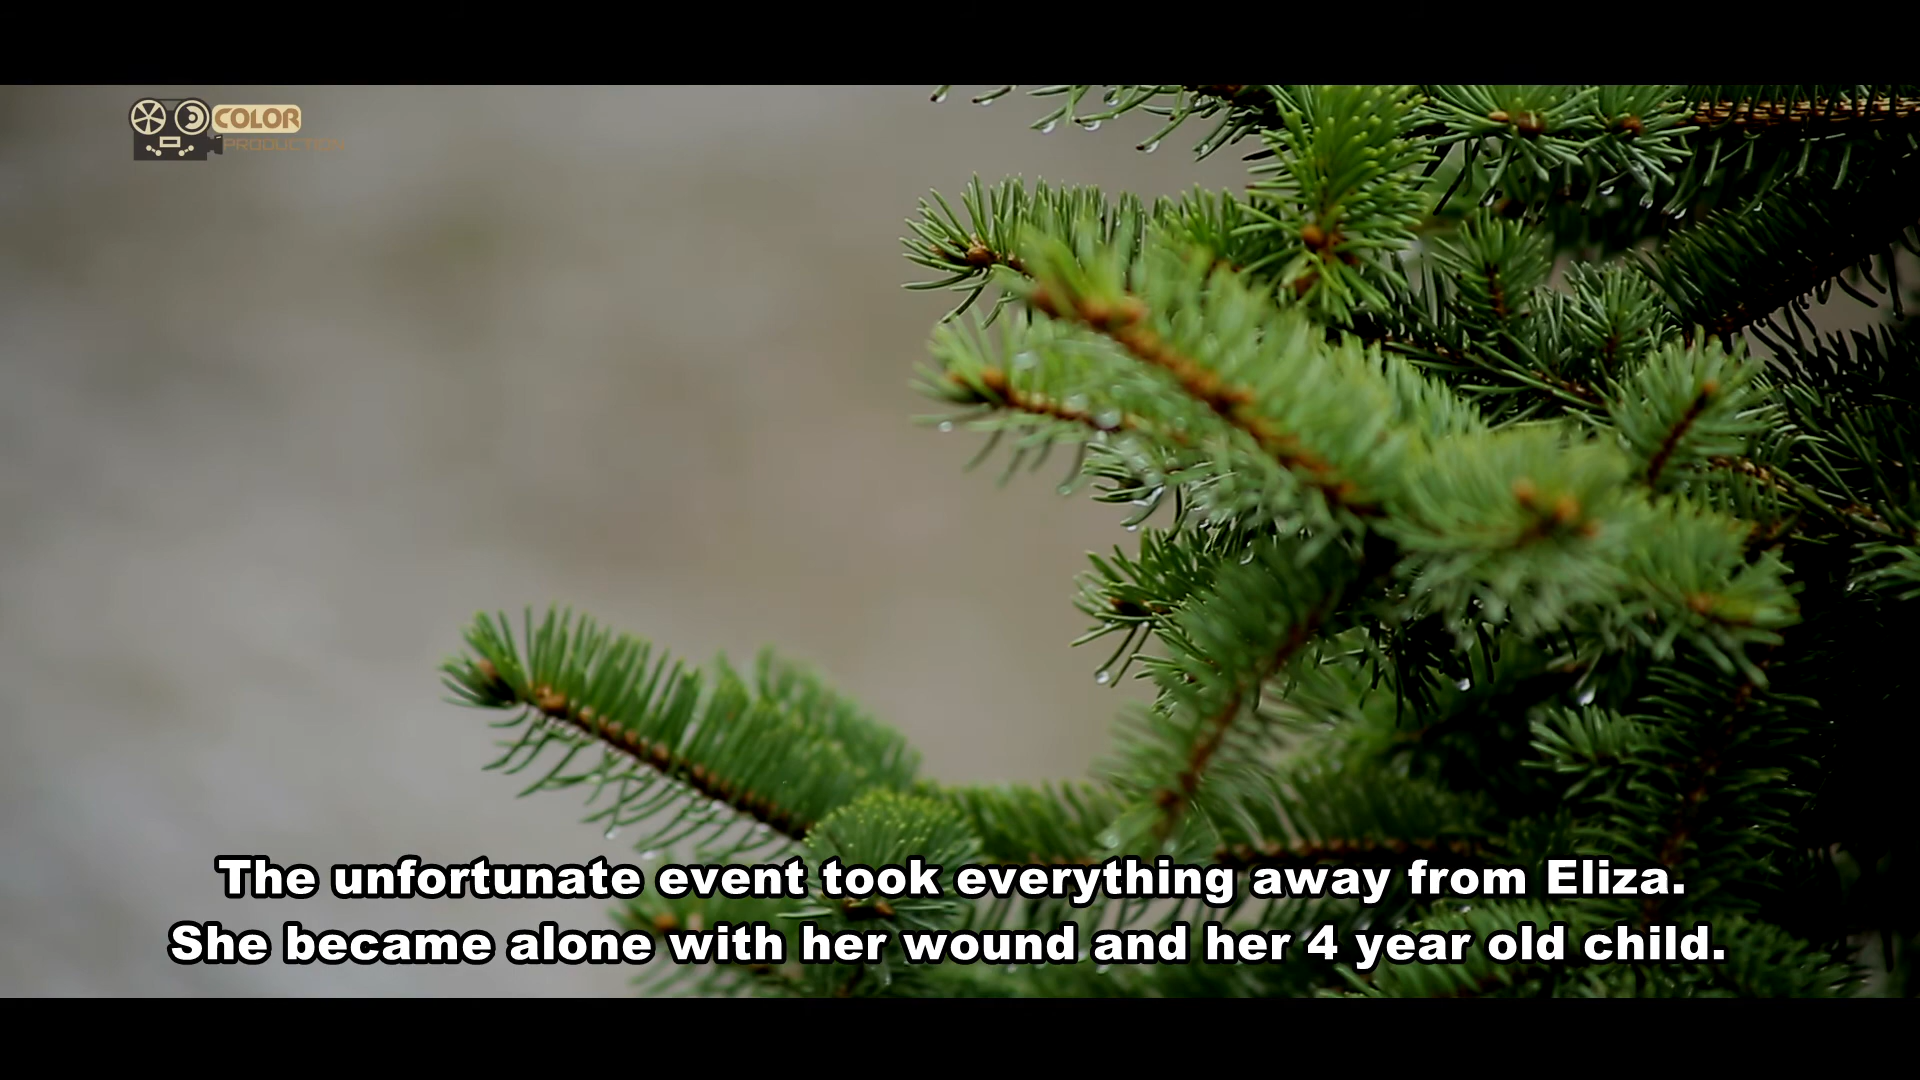 COLOR
PRODUCTION
The unfortunate event took everything away from Eliza.
She became alone with her wound and her 4 year old child.